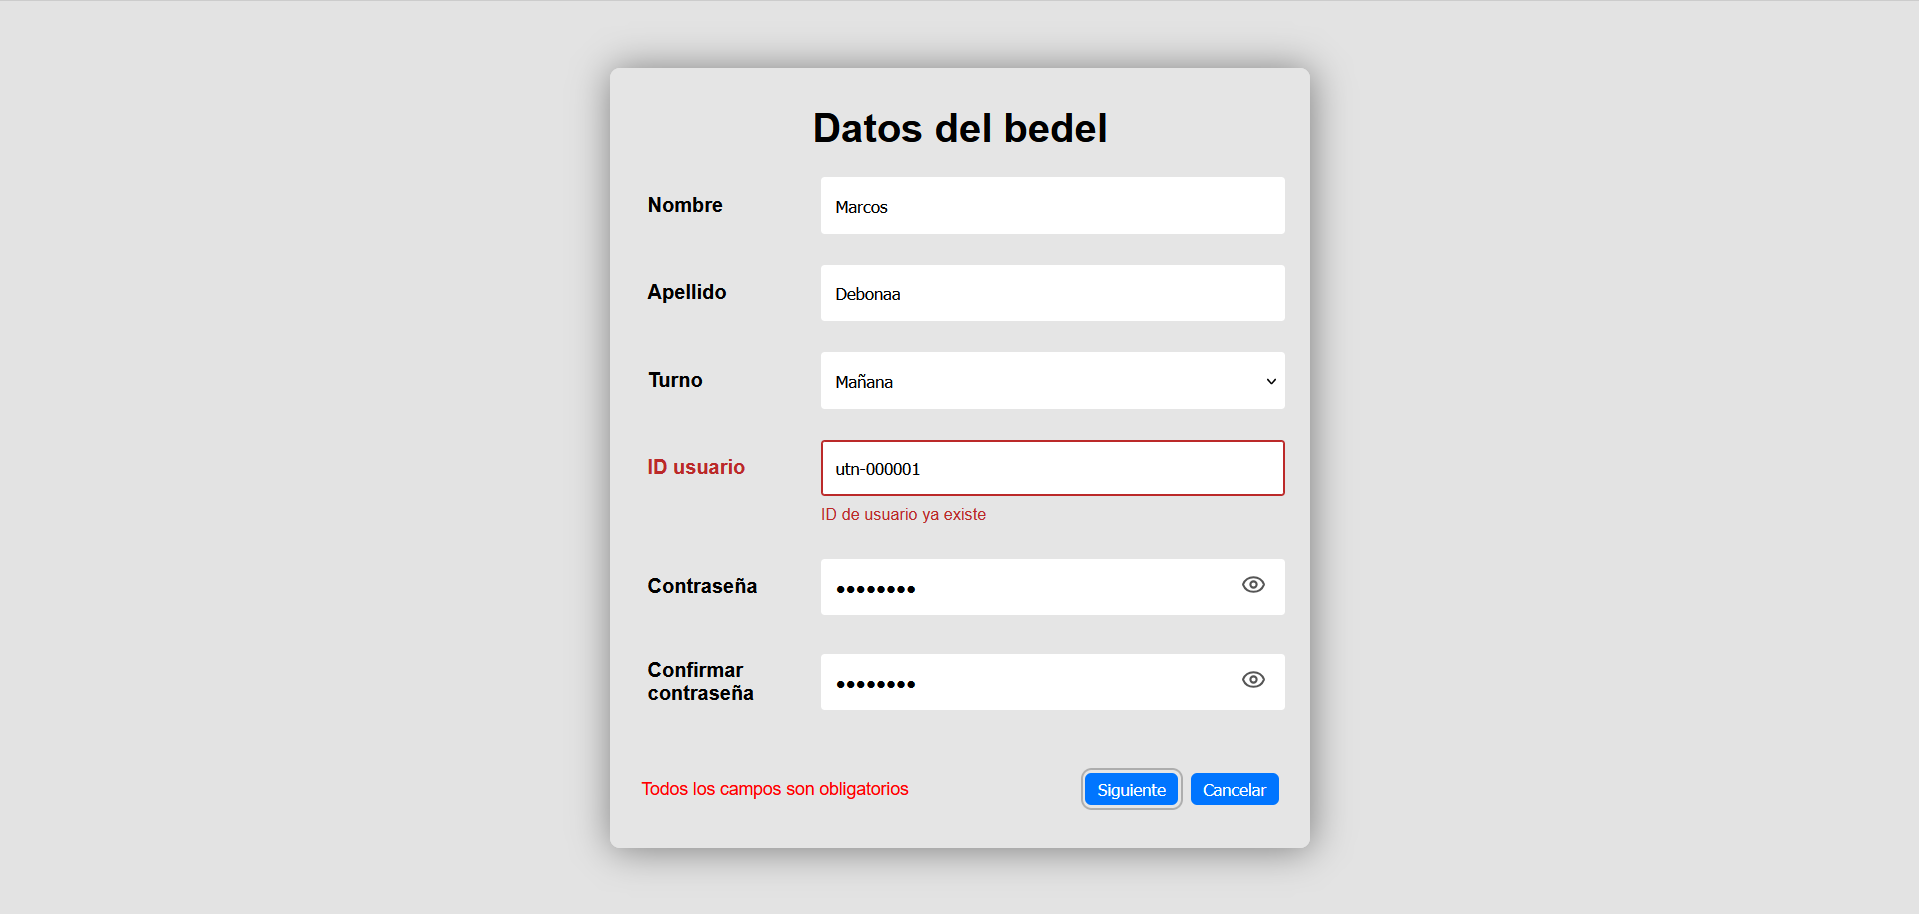 Datos del bedel
Nombre
Marcos
Apellido
Debonaa
Turno
Mañana
ID usuario
utn-000001
ID de usuario ya existe
Contraseña
••••••••
Confirmar
contraseña
••••••••
Todos los campos son obligatorios
Siguiente
Cancelar